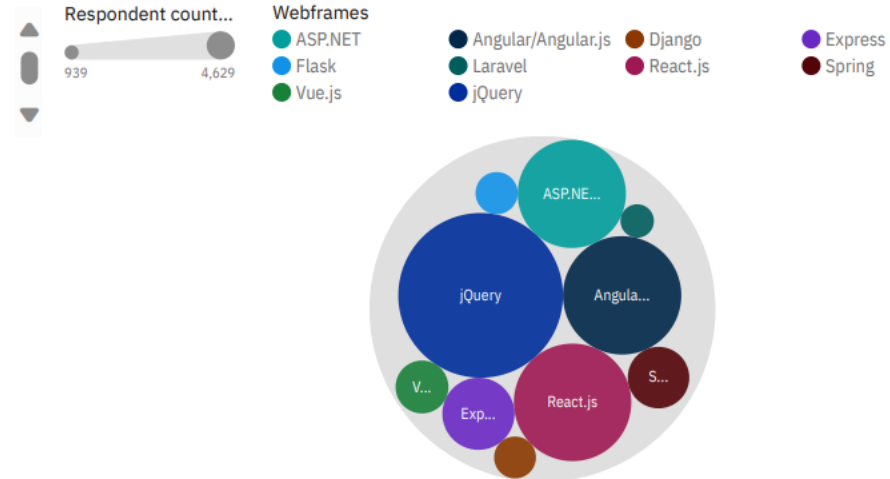 Respondent count...
939 4,629
Webframes
ASP.NET Angular/Angular.js Django Express
Flask Laravel React.js Spring
Vue.js jQuery
ASP.NE...
jQuery
Angula...
V...
Exp...
React.js
S...